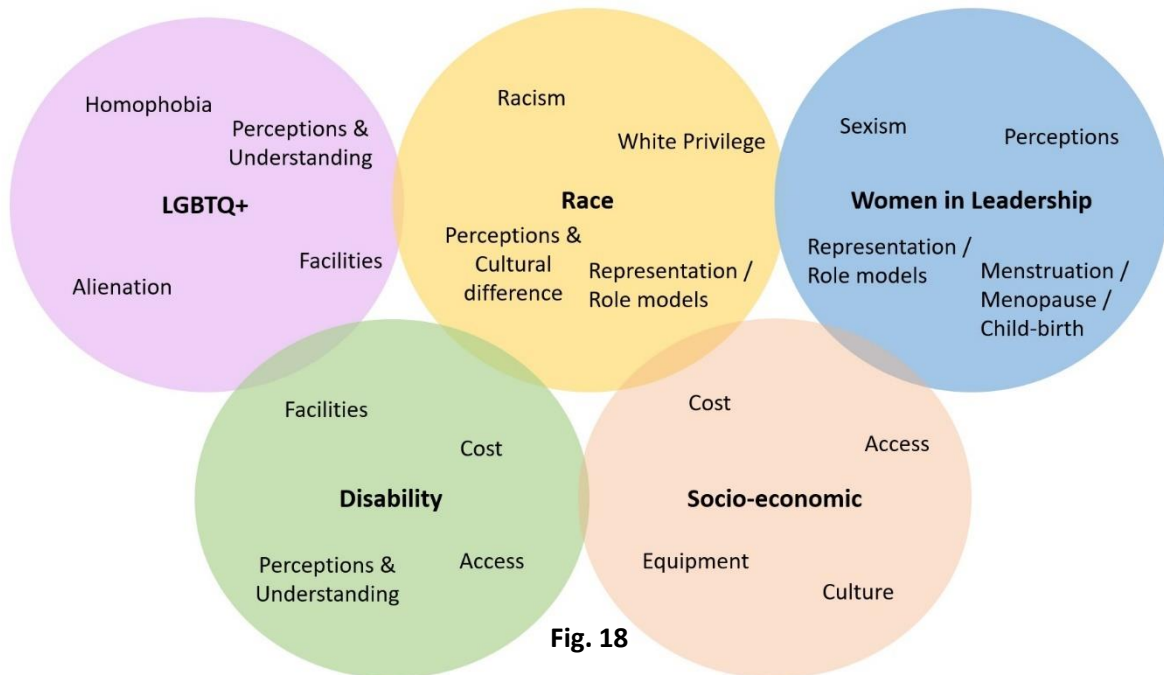 Homophobia
Perceptions &
Understanding
LGBTQ+
Facilities
Alienation
Racism
White Privilege
Race
Perceptions &
Cultural
difference
Representation /
Role models
Sexism
Perceptions
Women in Leadership
Representation /
Role models
Menstruation /
Menopause /
Child-birth
Facilities
Cost
Disability
Perceptions &
Understanding
Access
Cost
Access
Socio-economic
Equipment
Culture
Fig. 18